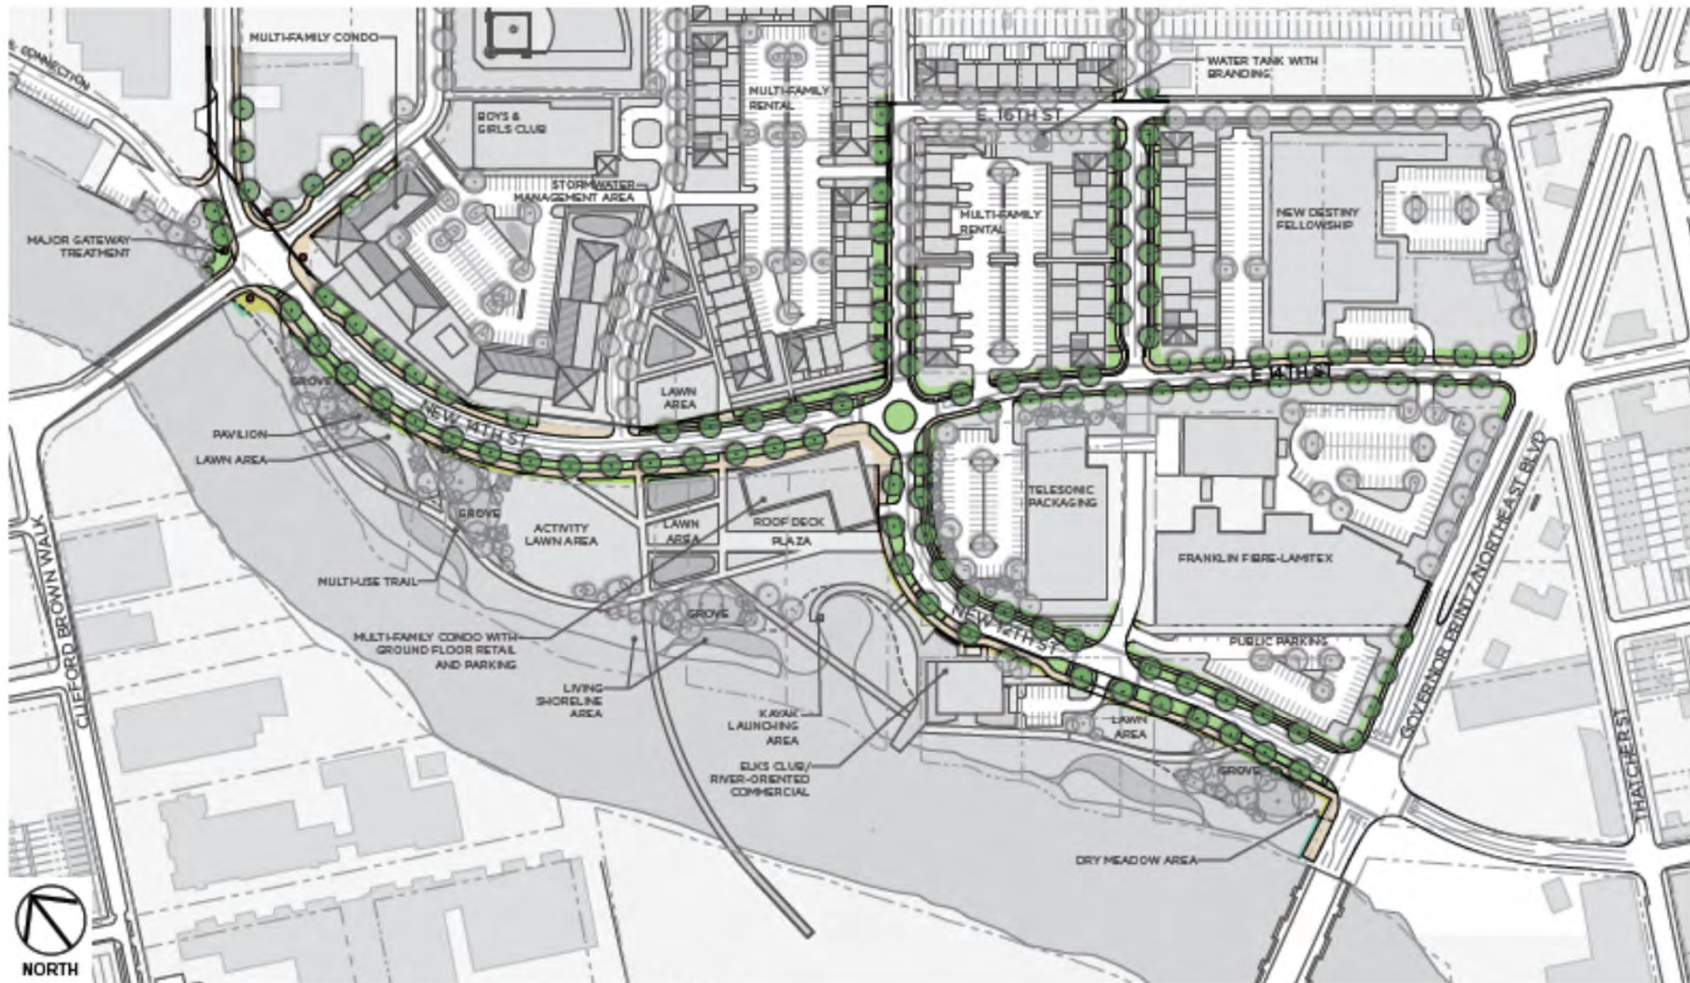 MULTI-FAMILY CONDO
CONNECTION
BOYS &
GIRLS CLUB
MULTI-FAMILY
RENTAL
WATER TANK WITH
BRANDING
E. 16TH ST
STORMWATER
MANAGEMENT AREA
MULTI-FAMILY
RENTAL
NEW DESTINY
FELLOWSHIP
MAJOR GATEWAY
TREATMENT
GROVE
LAWN
AREA
E 14TH ST
NEW 14TH ST
PAVILION
LAWN AREA
GROVE
ACTIVITY
LAWN AREA
LAWN
AREA
ROOF DECK
PLAZA
TELESONIC
PACKAGING
FRANKLIN FIBRE-LAMITEX
GOVERNOR PRINTZ/NORTHEAST BLVD
CLIFFORD BROWN WALK
MULTI-USE TRAIL
GROVE
NEW 12TH ST
PUBLIC PARKING
MULTI-FAMILY CONDO WITH
GROUND FLOOR RETAIL
AND PARKING
LIVING
SHORELINE
AREA
KAYAK
LAUNCHING
AREA
LAWN
AREA
ELKS CLUB/
RIVER-ORIENTED
COMMERCIAL
GROVE
THATCHER ST
DRY MEADOW AREA
NORTH